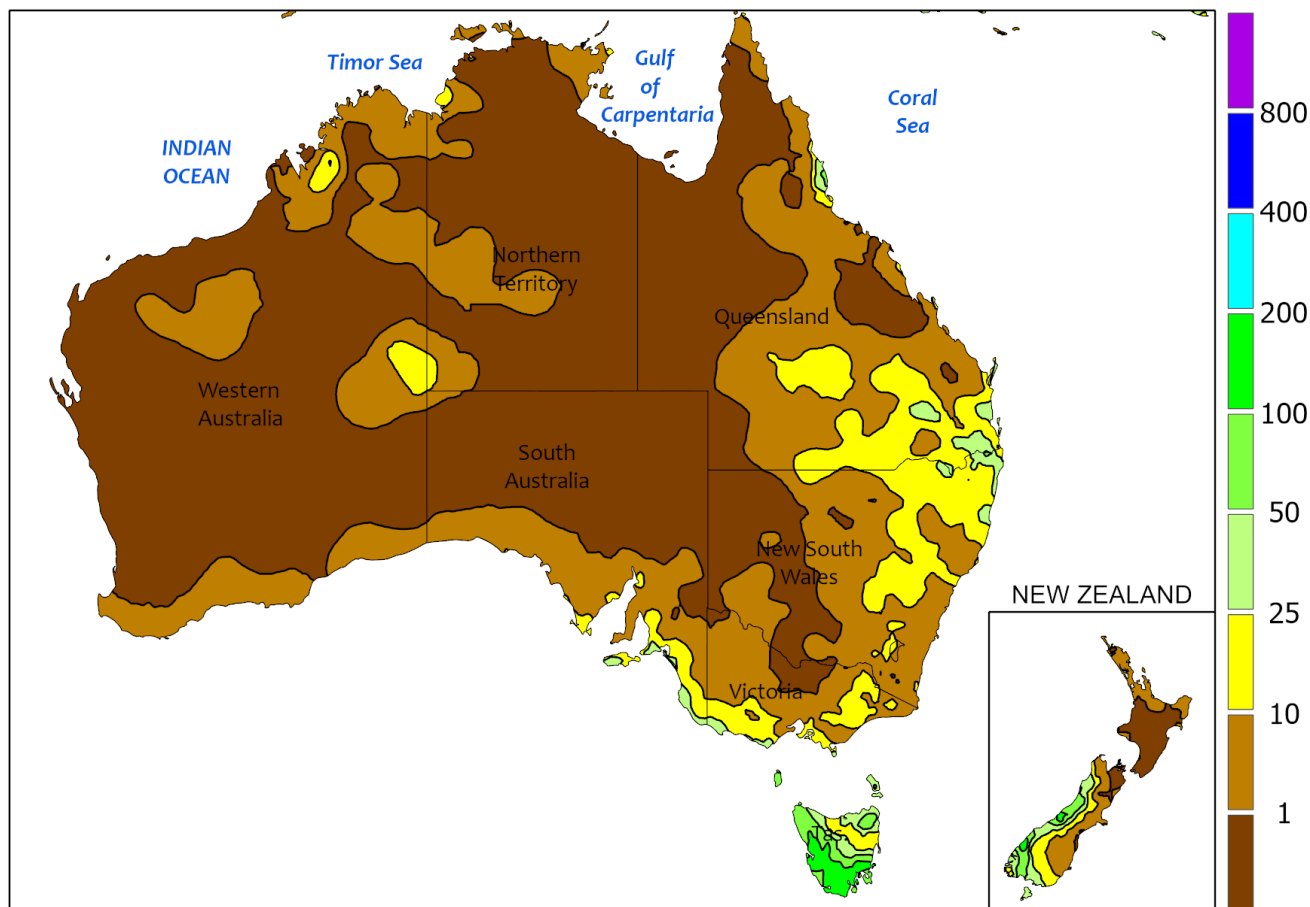 Timor Sea
Gulf
of
Carpentaria
Coral
Sea
INDIAN
OCEAN
Northern
Territory
Queensland
Western
Australia
South
Australia
New South
Wales
Victoria
Tas
NEW ZEALAND
800
400
200
100
50
25
10
1